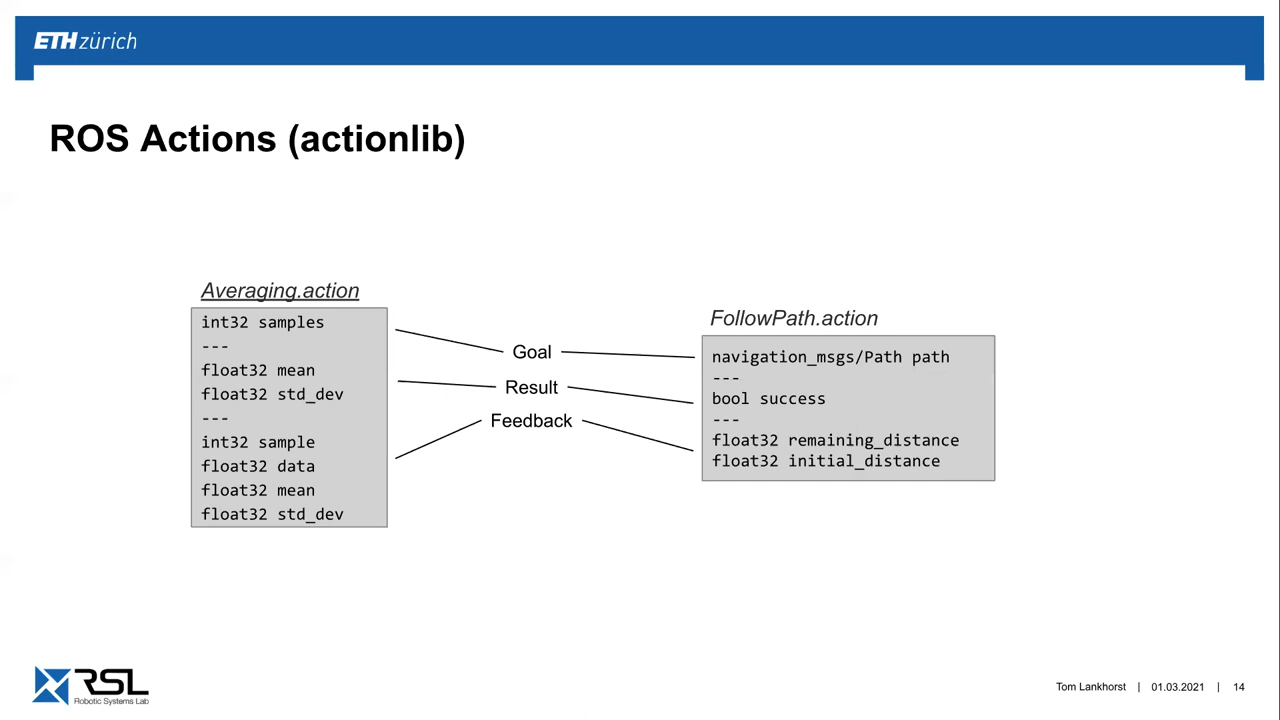 ETH zürich
ROS Actions (actionlib)
Averaging.action
int32 samples
---
float32 mean
float32 std_dev
---
int32 sample
float32 data
float32 mean
float32 std_dev
Goal
Result
Feedback
FollowPath.action
navigation_msgs/Path path
---
bool success
---
float32 remaining_distance
float32 initial_distance
RSL
Robotic Systems Lab
Tom Lankhorst | 01.03.2021 | 14